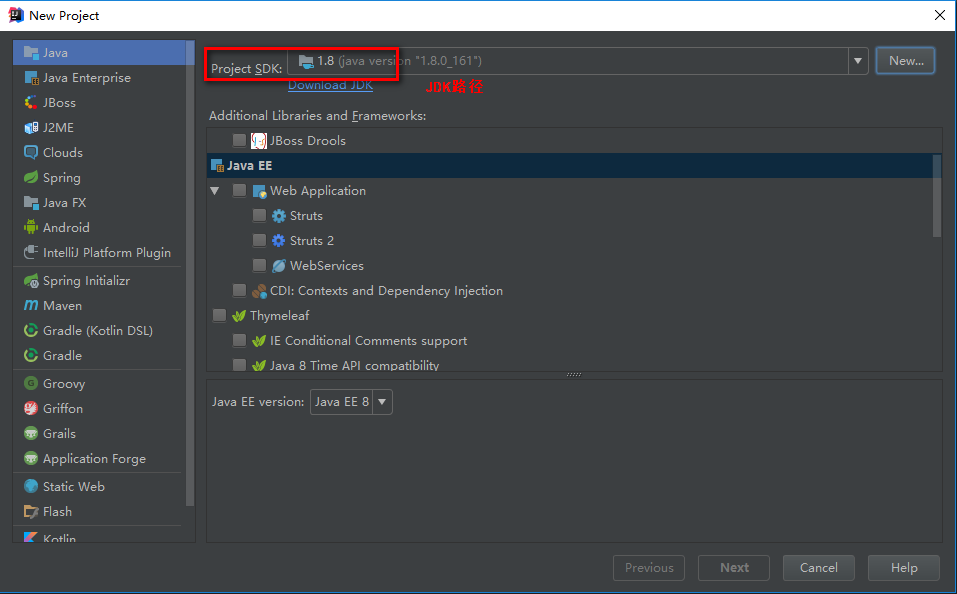 New Project
Java
Java Enterprise
JBoss
J2ME
Clouds
Spring
Java FX
Android
IntelliJ Platform Plugin
Spring Initializr
Maven
Gradle (Kotlin DSL)
Gradle
Groovy
Griffon
Grails
Application Forge
Static Web
Flash
Kotlin
Project SDK: 1.8 (java version "1.8.0_161") New...
Download JDK JDK路径
Additional Libraries and Frameworks:
JBoss Drools
Java EE
Web Application
Struts
Struts 2
WebServices
CDI: Contexts and Dependency Injection
Thymeleaf
IE Conditional Comments support
Java 8 Time API compatibility
Java EE version: Java EE 8
Previous Next Cancel Help